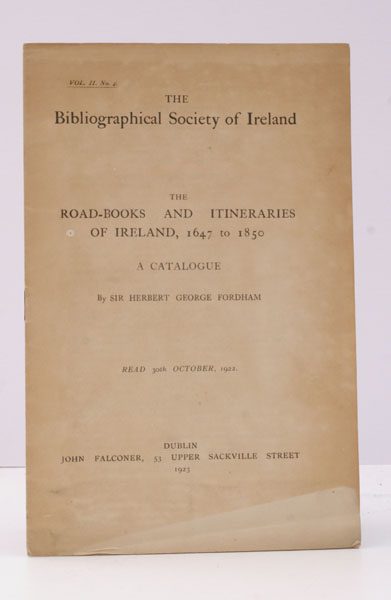 VOL. II. No. 4.
THE
Bibliographical Society of Ireland
THE
ROAD-BOOKS AND ITINERARIES
OF IRELAND, 1647 to 1850
A CATALOGUE
By SIR HERBERT GEORGE FORDHAM
READ 30th OCTOBER, 1922.
DUBLIN
JOHN FALCONER, 53 UPPER SACKVILLE STREET
1923